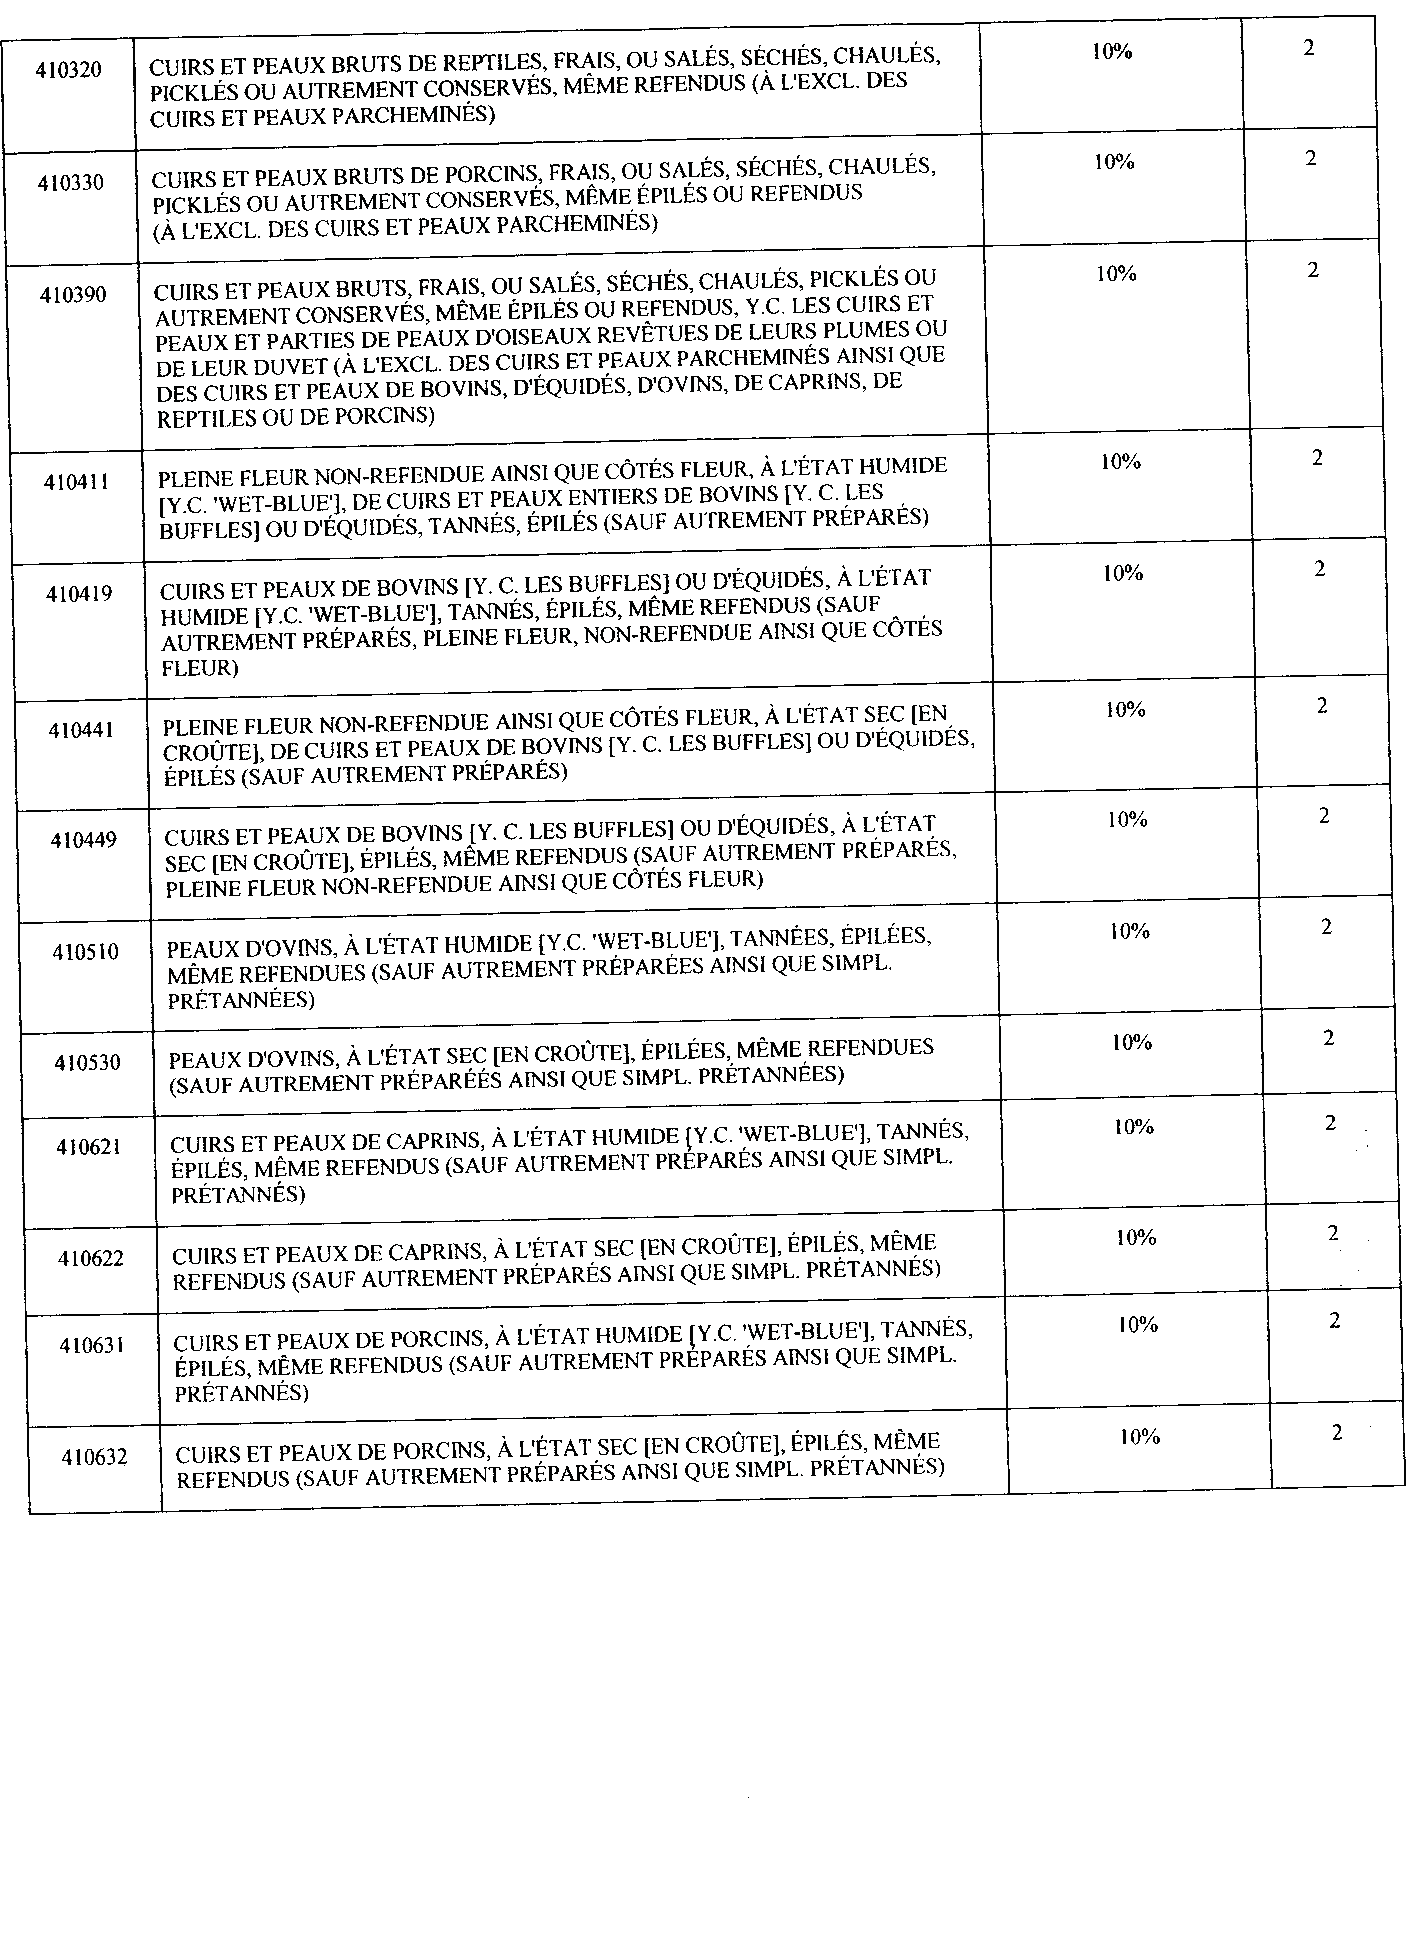 410320 CUIRS ET PEAUX BRUTS DE REPTILES, FRAIS, OU SALÉS, SÉCHÉS, CHAULÉS, 10% 2
PICKLÉS OU AUTREMENT CONSERVÉS, MÊME REFENDUS (À L'EXCL. DES
CUIRS ET PEAUX PARCHEMINÉS)
410330 CUIRS ET PEAUX BRUTS DE PORCINS, FRAIS, OU SALÉS, SÉCHÉS, CHAULÉS, 10% 2
PICKLÉS OU AUTREMENT CONSERVÉS, MÊME ÉPILÉS OU REFENDUS
(À L'EXCL. DES CUIRS ET PEAUX PARCHEMINÉS)
410390 CUIRS ET PEAUX BRUTS, FRAIS, OU SALÉS, SÉCHÉS, CHAULÉS, PICKLÉS OU 10% 2
AUTREMENT CONSERVÉS, MÊME ÉPILÉS OU REFENDUS, Y.C. LES CUIRS ET
PEAUX ET PARTIES DE PEAUX D'OISEAUX REVÊTUES DE LEURS PLUMES OU
DE LEUR DUVET (À L'EXCL. DES CUIRS ET PEAUX PARCHEMINÉS AINSI QUE
DES CUIRS ET PEAUX DE BOVINS, D'ÉQUIDÉS, D'OVINS, DE CAPRINS, DE
REPTILES OU DE PORCINS)
410411 PLEINE FLEUR NON-REFENDUE AINSI QUE CÔTÉS FLEUR, À L'ÉTAT HUMIDE 10% 2
[Y.C. 'WET-BLUE'], DE CUIRS ET PEAUX ENTIERS DE BOVINS [Y. C. LES
BUFFLES] OU D'ÉQUIDÉS, TANNÉS, ÉPILÉS (SAUF AUTREMENT PRÉPARÉS)
410419 CUIRS ET PEAUX DE BOVINS [Y. C. LES BUFFLES] OU D'ÉQUIDÉS, À L'ÉTAT 10% 2
HUMIDE [Y.C. 'WET-BLUE'], TANNÉS, ÉPILÉS, MÊME REFENDUS (SAUF
AUTREMENT PRÉPARÉS, PLEINE FLEUR, NON-REFENDUE AINSI QUE CÔTÉS
FLEUR)
410441 PLEINE FLEUR NON-REFENDUE AINSI QUE CÔTÉS FLEUR, À L'ÉTAT SEC [EN 10% 2
CROÛTE], DE CUIRS ET PEAUX DE BOVINS [Y. C. LES BUFFLES] OU D'ÉQUIDÉS,
ÉPILÉS (SAUF AUTREMENT PRÉPARÉS)
410449 CUIRS ET PEAUX DE BOVINS [Y. C. LES BUFFLES] OU D'ÉQUIDÉS, À L'ÉTAT 10% 2
SEC [EN CROÛTE], ÉPILÉS, MÊME REFENDUS (SAUF AUTREMENT PRÉPARÉS,
PLEINE FLEUR NON-REFENDUE AINSI QUE CÔTÉS FLEUR)
410510 PEAUX D'OVINS, À L'ÉTAT HUMIDE [Y.C. 'WET-BLUE'], TANNÉES, ÉPILÉES, 10% 2
MÊME REFENDUES (SAUF AUTREMENT PRÉPARÉES AINSI QUE SIMPL.
PRÉTANNÉES)
410530 PEAUX D'OVINS, À L'ÉTAT SEC [EN CROÛTE], ÉPILÉES, MÊME REFENDUES 10% 2
(SAUF AUTREMENT PRÉPARÉÉS AINSI QUE SIMPL. PRÉTANNÉES)
410621 CUIRS ET PEAUX DE CAPRINS, À L'ÉTAT HUMIDE [Y.C. 'WET-BLUE'], TANNÉS, 10% 2
ÉPILÉS, MÊME REFENDUS (SAUF AUTREMENT PRÉPARÉS AINSI QUE SIMPL.
PRÉTANNÉS)
410622 CUIRS ET PEAUX DE CAPRINS, À L'ÉTAT SEC [EN CROÛTE], ÉPILÉS, MÊME 10% 2
REFENDUS (SAUF AUTREMENT PRÉPARÉS AINSI QUE SIMPL. PRÉTANNÉS)
410631 CUIRS ET PEAUX DE PORCINS, À L'ÉTAT HUMIDE [Y.C. 'WET-BLUE'], TANNÉS, 10% 2
ÉPILÉS, MÊME REFENDUS (SAUF AUTREMENT PRÉPARÉS AINSI QUE SIMPL.
PRÉTANNÉS)
410632 CUIRS ET PEAUX DE PORCINS, À L'ÉTAT SEC [EN CROÛTE], ÉPILÉS, MÊME 10% 2
REFENDUS (SAUF AUTREMENT PRÉPARÉS AINSI QUE SIMPL. PRÉTANNÉS)